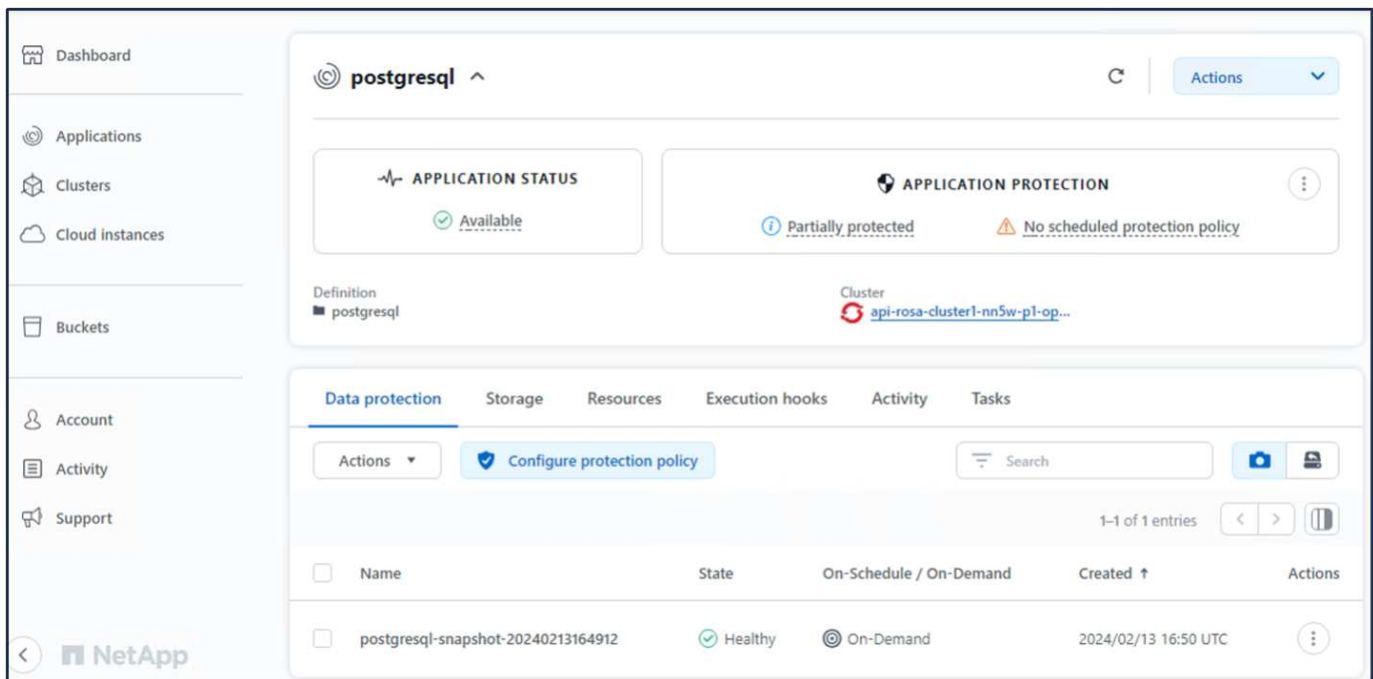 Dashboard
Applications
Clusters
Cloud instances
Buckets
Account
Activity
Support
NetApp
postgresql
Actions
APPLICATION STATUS
Available
APPLICATION PROTECTION
Partially protected
No scheduled protection policy
Definition
postgresql
Cluster
api-rosa-cluster1-nn5w-p1-op...
Data protection Storage Resources Execution hooks Activity Tasks
Actions Configure protection policy Search
1–1 of 1 entries
Name State On-Schedule / On-Demand Created ↑ Actions
postgresql-snapshot-20240213164912 Healthy On-Demand 2024/02/13 16:50 UTC